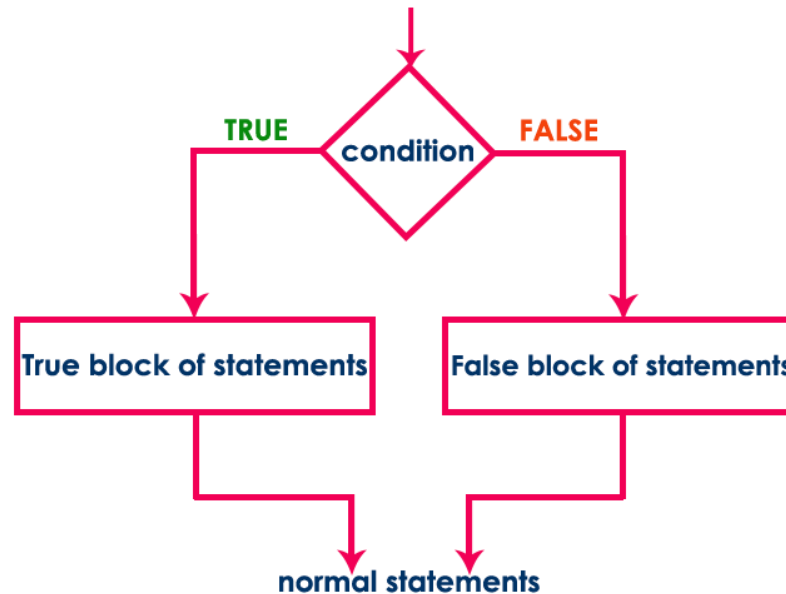 TRUE
FALSE
condition
True block of statements
False block of statements
normal statements